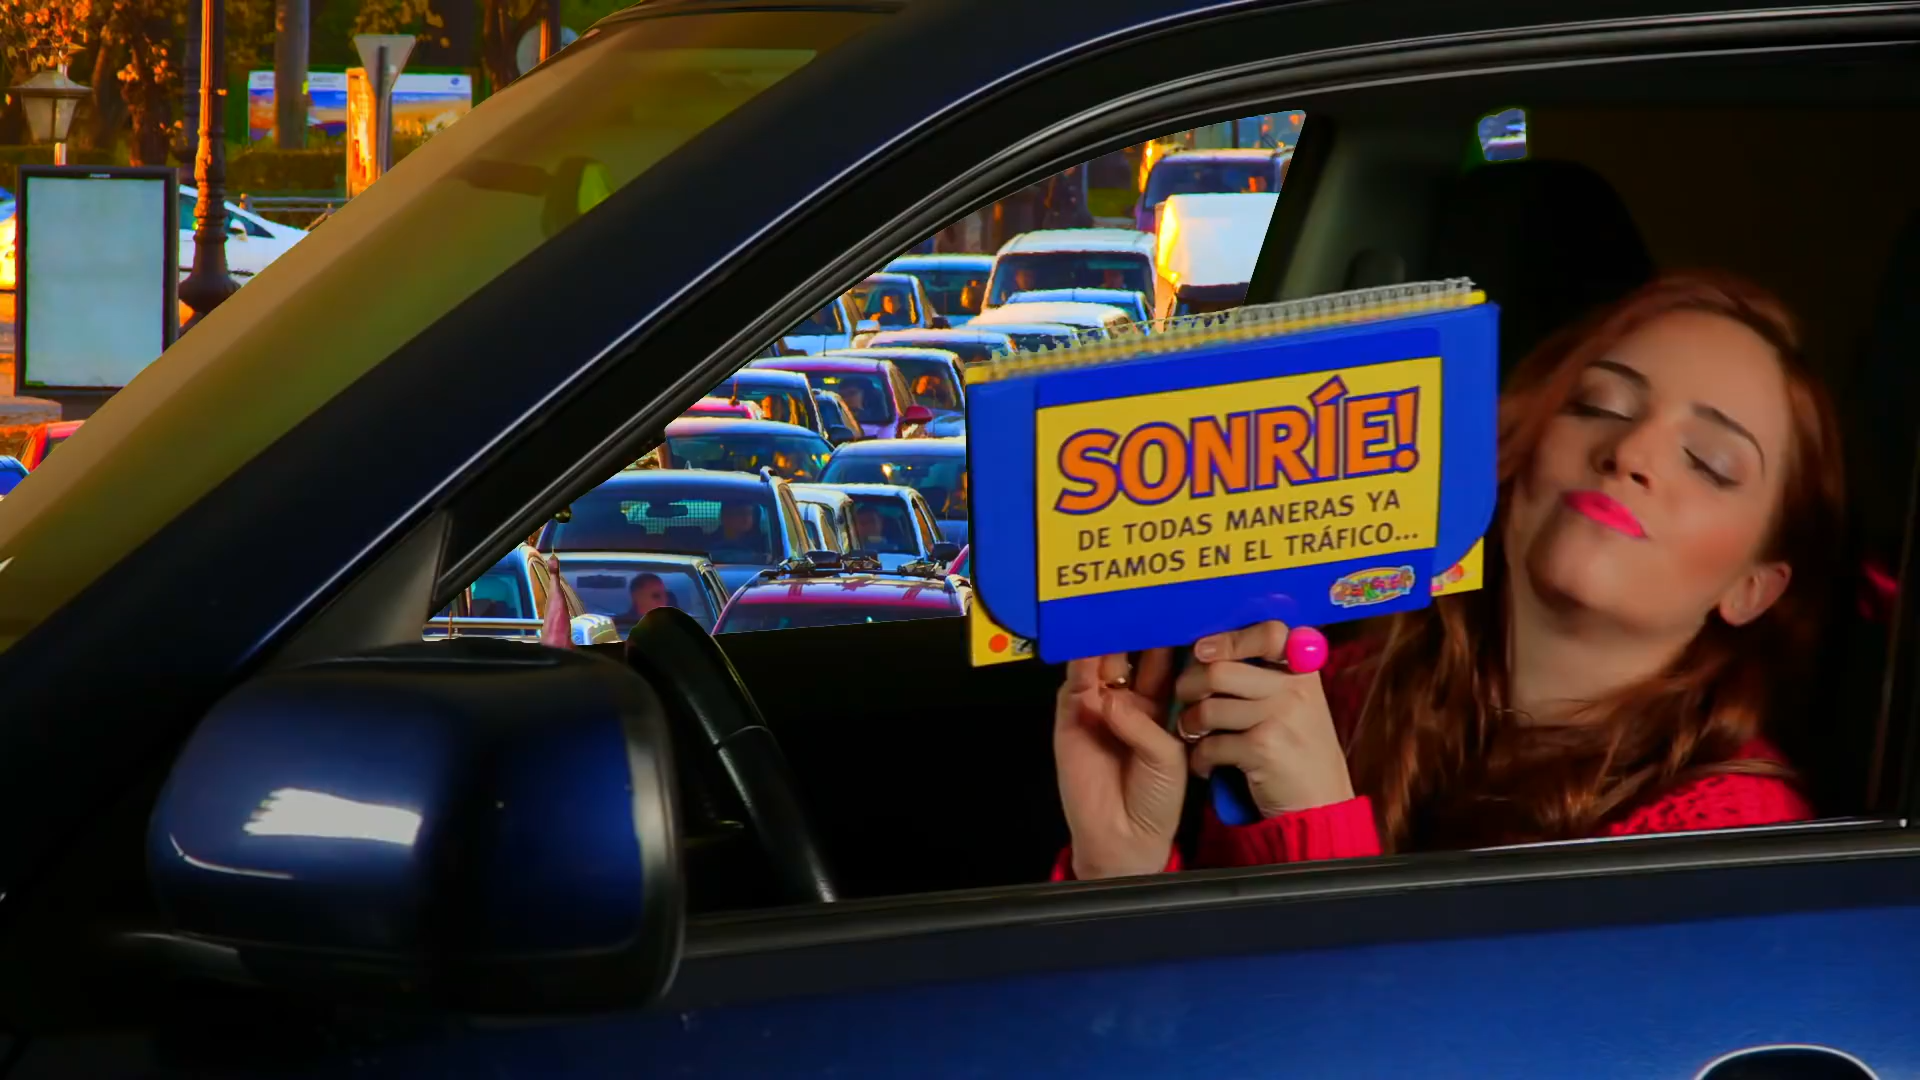 SONRÍE!
DE TODAS MANERAS YA
ESTAMOS EN EL TRÁFICO...